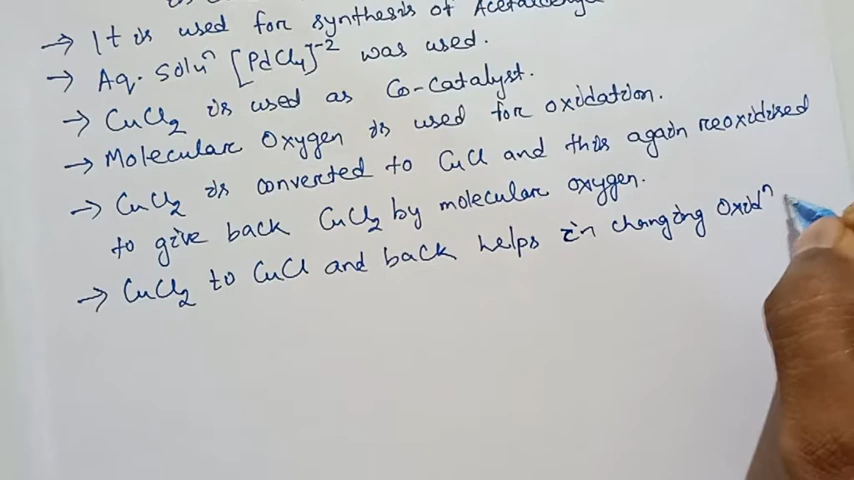 → It is used for synthesis of
→ Aq. Soluⁿ [PdCl₄]⁻² was used.
→ CuCl₂ is used as Co-Catalyst.
→ Molecular Oxygen is used for oxidation.
→ CuCl₂ is converted to CuCl and this again reoxidised
to give back CuCl₂ by molecular oxygen.
→ CuCl₂ to CuCl and back helps in changing Oxidⁿ